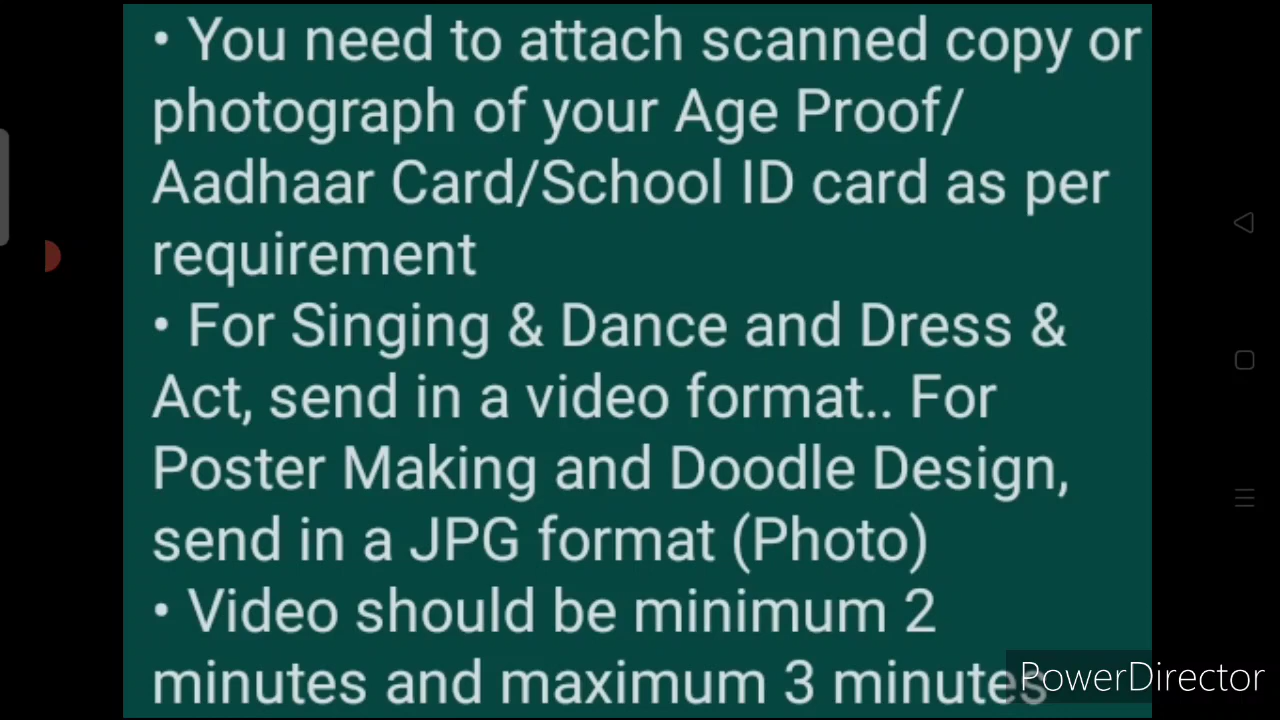 • You need to attach scanned copy or
photograph of your Age Proof/
Aadhaar Card/School ID card as per
requirement
• For Singing & Dance and Dress &
Act, send in a video format.. For
Poster Making and Doodle Design,
send in a JPG format (Photo)
• Video should be minimum 2
minutes and maximum 3 minutes
PowerDirector